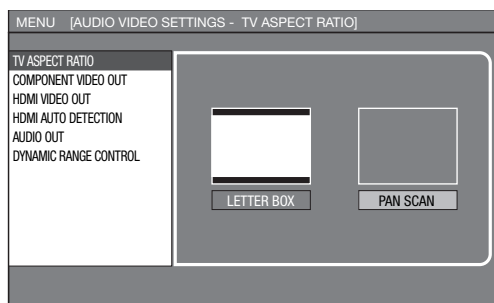 MENU [AUDIO VIDEO SETTINGS - TV ASPECT RATIO]
TV ASPECT RATIO
COMPONENT VIDEO OUT
HDMI VIDEO OUT
HDMI AUTO DETECTION
AUDIO OUT
DYNAMIC RANGE CONTROL
LETTER BOX
PAN SCAN